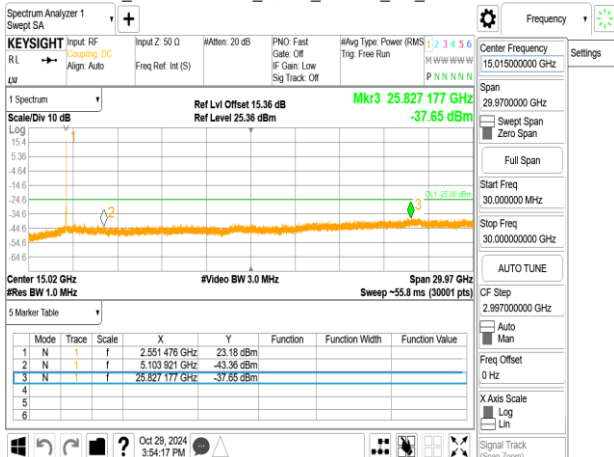 Spectrum Analyzer 1
Swept SA
Frequency
KEYSIGHT
RL
Input: RF
Coupling: DC
Align: Auto
Input Z: 50 Ω
Freq Ref: Int (S)
#Atten: 20 dB
PNO: Fast
Gate: Off
IF Gain: Low
Sig Track: Off
#Avg Type: Power (RMS
Trig: Free Run
1 2 3 4 5 6
M W W W W W
P N N N N N
Center Frequency
15.015000000 GHz
Settings
1 Spectrum
Scale/Div 10 dB
Ref Lvl Offset 15.36 dB
Ref Level 25.36 dBm
Mkr3 25.827 177 GHz
-37.65 dBm
Span
29.9700000 GHz
Swept Span
Zero Span
Full Span
Start Freq
30.000000 MHz
Stop Freq
30.000000000 GHz
AUTO TUNE
CF Step
2.997000000 GHz
Auto
Man
Freq Offset
0 Hz
X Axis Scale
Log
Lin
Signal Track
(Span Zoom)
Log
15.4
5.36
-4.64
-14.6
-24.6
-34.6
-44.6
-54.6
-64.6
1
2
3
DL1 -25.00 dBm
Center 15.02 GHz
#Res BW 1.0 MHz
#Video BW 3.0 MHz
Span 29.97 GHz
Sweep ~55.8 ms (30001 pts)
5 Marker Table
Mode Trace Scale X Y Function Function Width Function Value
1 N 1 f 2.551 476 GHz 23.18 dBm
2 N 1 f 5.103 921 GHz -43.36 dBm
3 N 1 f 25.827 177 GHz -37.65 dBm
4
5
6
Oct 29, 2024
3:54:17 PM